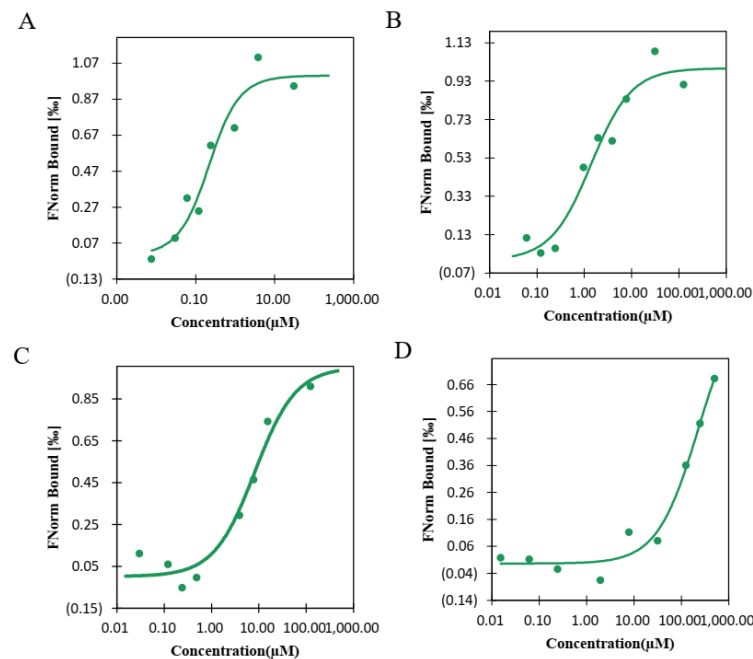 A
1.07
0.87
0.67
0.47
0.27
0.07
(0.13)
FNorm Bound [‰]
0.00 0.10 10.00 1,000.00
Concentration(µM)
B
1.13
0.93
0.73
0.53
0.33
0.13
(0.07)
FNorm Bound [‰]
0.01 0.10 1.00 10.00 100.00 1,000.00
Concentration(µM)
C
0.85
0.65
0.45
0.25
0.05
(0.15)
FNorm Bound [‰]
0.01 0.10 1.00 10.00 100.00 1,000.00
Concentration(µM)
D
0.66
0.56
0.46
0.36
0.26
0.16
0.06
(0.04)
(0.14)
FNorm Bound [‰]
0.01 0.10 1.00 10.00 100.00 1,000.00
Concentration(µM)